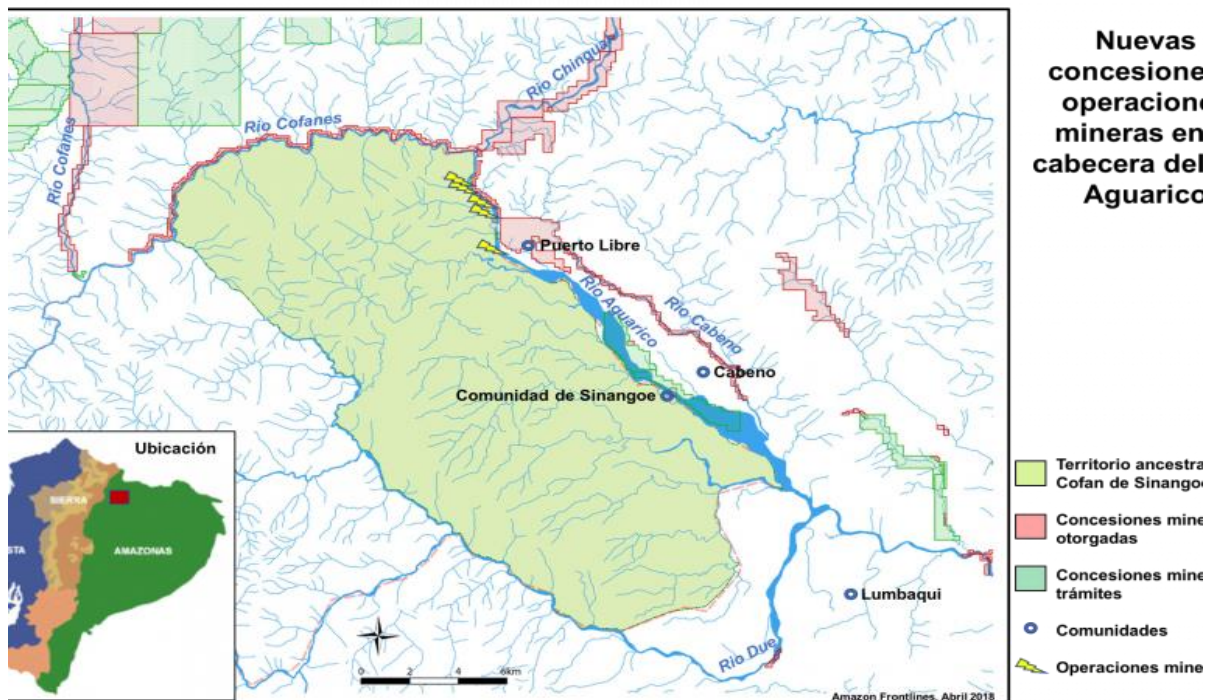 Nuevas
concesione
operacion
mineras en
cabecera del
Aguarico
Río Chingual
Río Cofanes
Río Cofanes
Puerto Libre
Río Aguarico
Río Cabeno
Cabeno
Comunidad de Sinangoe
Lumbaqui
Río Due
Ubicación
SIERRA
STA
AMAZONAS
0 2 4 6km
Amazon Frontlines, Abril 2018
Territorio ancestra
Cofan de Sinangoe
Concesiones mine
otorgadas
Concesiones mine
trámites
Comunidades
Operaciones mine